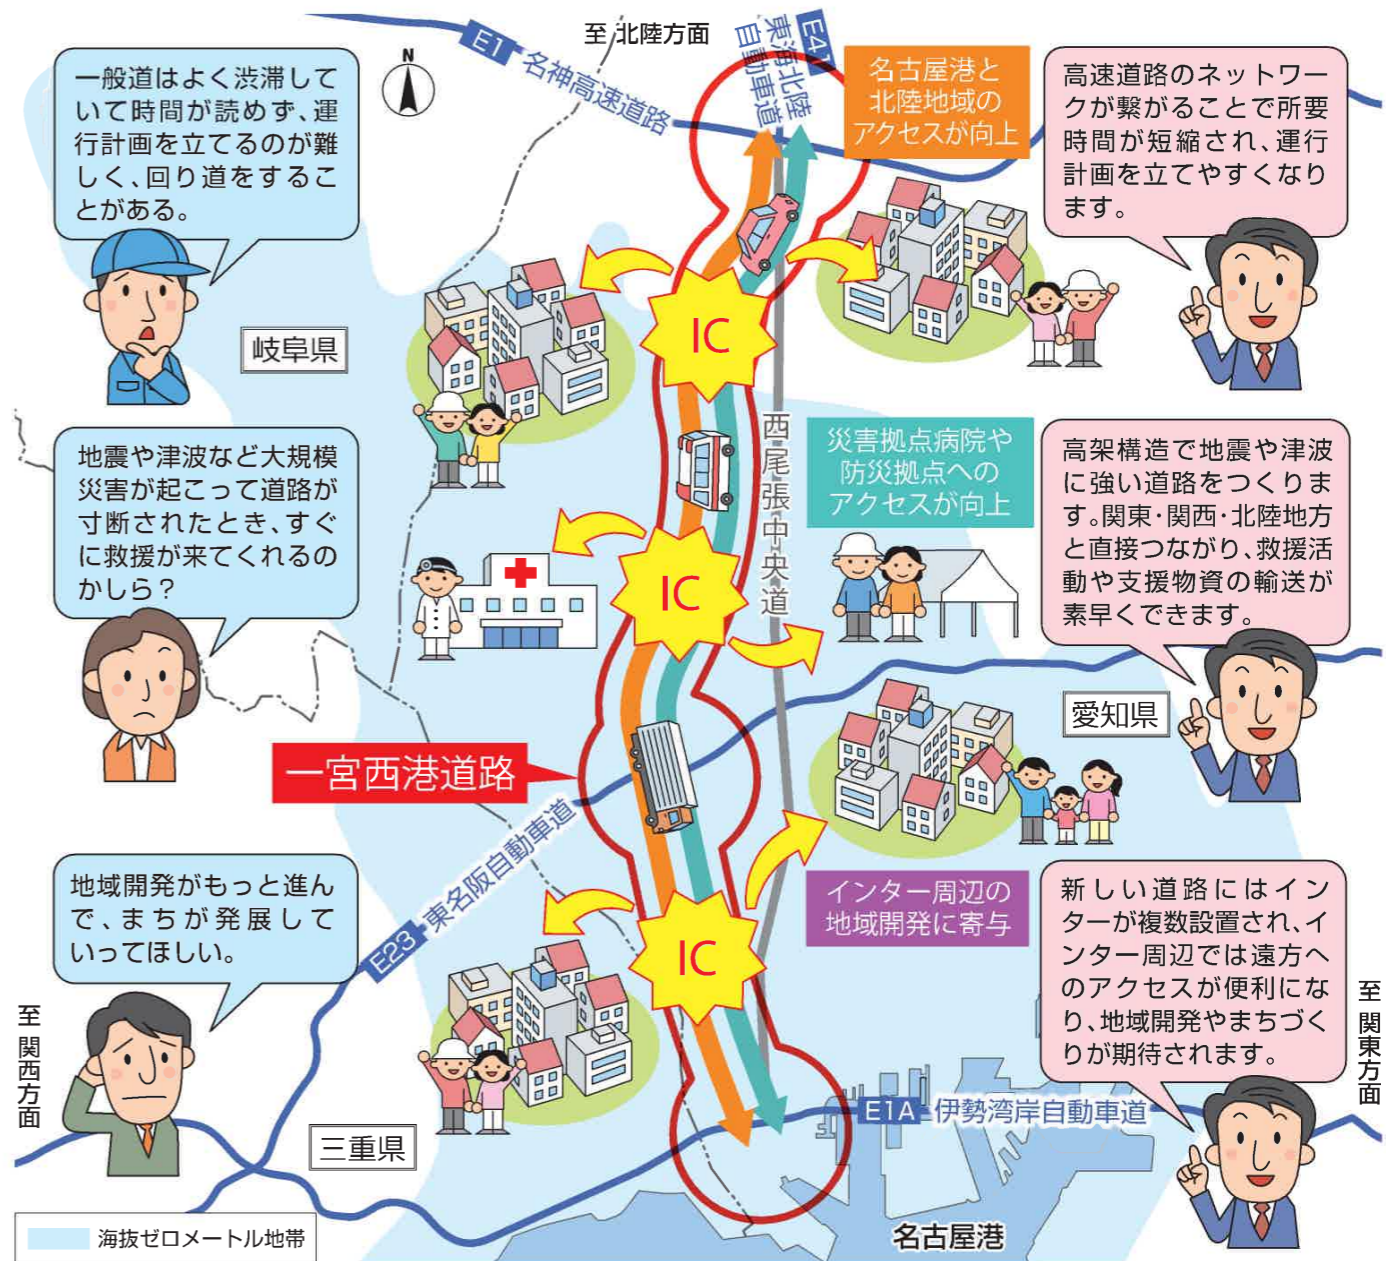 至 北陸方面
E1 名神高速道路
E41
東海北陸
自動車道
N
一般道はよく渋滞して
いて時間が読めず、運
行計画を立てるのが難
しく、回り道をするこ
とがある。
名古屋港と
北陸地域の
アクセスが向上
高速道路のネットワー
クが繋がることで所要
時間が短縮され、運行
計画を立てやすくなり
ます。
岐阜県
IC
西尾張中央道
地震や津波など大規模
災害が起こって道路が
寸断されたとき、すぐ
に救援が来てくれるの
かしら？
災害拠点病院や
防災拠点への
アクセスが向上
高架構造で地震や津波
に強い道路をつくりま
す。関東・関西・北陸地方
と直接つながり、救援活
動や支援物資の輸送が
素早くできます。
IC
愛知県
一宮西港道路
E23 東名阪自動車道
地域開発がもっと進ん
で、まちが発展して
いってほしい。
インター周辺の
地域開発に寄与
新しい道路にはイン
ターが複数設置され、イ
ンター周辺では遠方へ
のアクセスが便利にな
り、地域開発やまちづく
りが期待されます。
IC
至 関西方面
至 関東方面
E1A 伊勢湾岸自動車道
三重県
名古屋港
海抜ゼロメートル地帯